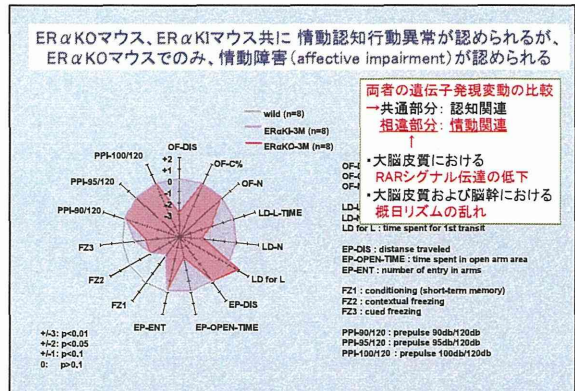 ERαKOマウス、ERαKIマウス共に 情動認知行動異常が認めれるが、
ERαKOマウスでのみ、情動障害(affective impairment)が認められる
両者の遺伝子発現変動の比較
→共通部分: 認知関連
相違部分: 情動関連
↑
・大脳皮質における
RARシグナル伝達の低下
・大脳皮質および脳幹における
概日リズムの乱れ
wild (n=8)
ERαKI-3M (n=8)
ERαKO-3M (n=8)
OF-DIS
OF-C%
OF-N
LD-L-TIME
LD-N
LD for L
EP-DIS
EP-OPEN-TIME
EP-ENT
FZ1
FZ2
FZ3
PPI-90/120
PPI-95/120
PPI-100/120
+2
+1
0
-1
-2
-3
OF-D
OF-C
OF-N
LD-L
LD-N
LD for L : time spent for 1st transit
EP-DIS : distanse traveled
EP-OPEN-TIME : time spent in open arm area
EP-ENT : number of entry in arms
FZ1 : conditioning (short-term memory)
FZ2 : contextual freezing
FZ3 : cued freezing
PPI-90/120 : prepulse 90db/120db
PPI-95/120 : prepulse 95db/120db
PPI-100/120 : prepulse 100db/120db
+/-3: p<0.01
+/-2: p<0.05
+/-1: p<0.1
0: p>0.1